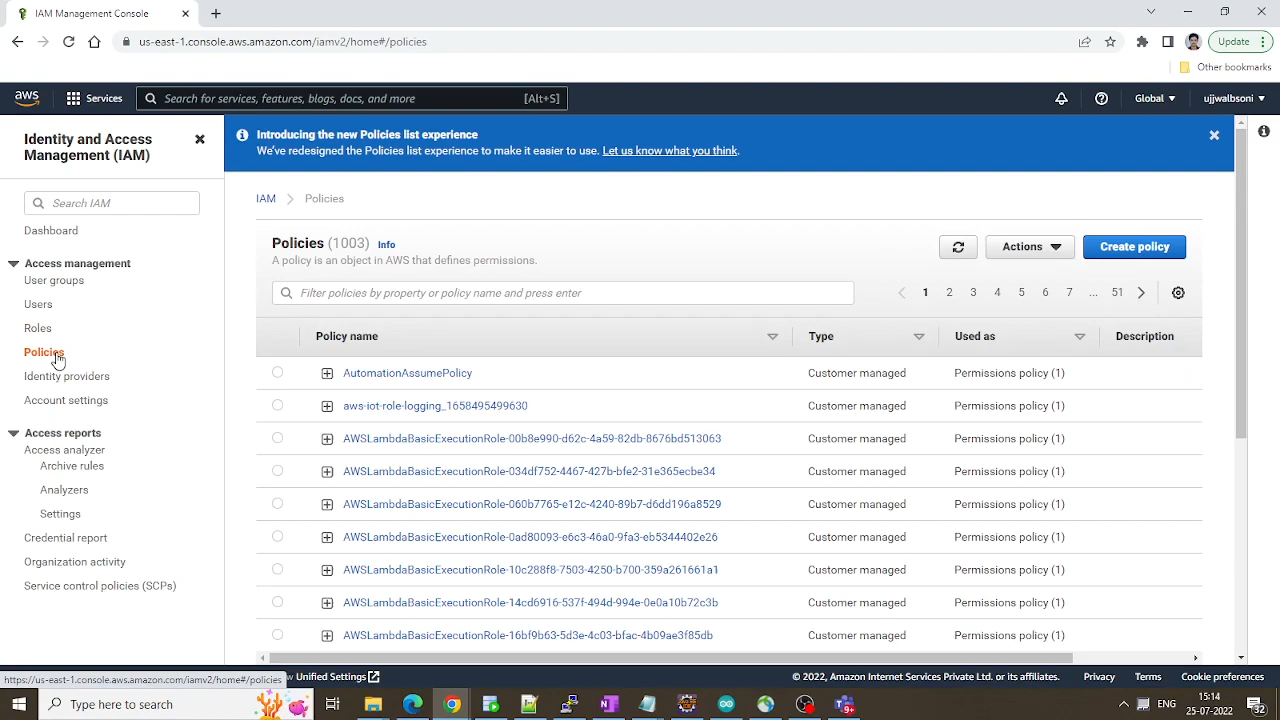 IAM Management Console
us-east-1.console.aws.amazon.com/iamv2/home#/policies
Update
Other bookmarks
aws
Services
Search for services, features, blogs, docs, and more
[Alt+S]
Global
ujjwalbsoni
Identity and Access
Management (IAM)
Search IAM
Dashboard
Access management
User groups
Users
Roles
Policies
Identity providers
Account settings
Access reports
Access analyzer
Archive rules
Analyzers
Settings
Credential report
Organization activity
Service control policies (SCPs)
Introducing the new Policies list experience
We've redesigned the Policies list experience to make it easier to use. Let us know what you think.
IAM > Policies
Policies (1003) Info
A policy is an object in AWS that defines permissions.
Actions
Create policy
Filter policies by property or policy name and press enter
1 2 3 4 5 6 7 ... 51
Policy name Type Used as Description
AutomationAssumePolicy Customer managed Permissions policy (1)
aws-iot-role-logging_1658495499630 Customer managed Permissions policy (1)
AWSLambdaBasicExecutionRole-00b8e990-d62c-4a59-82db-8676bd513063 Customer managed Permissions policy (1)
AWSLambdaBasicExecutionRole-034df752-4467-427b-bfe2-31e365ecbe34 Customer managed Permissions policy (1)
AWSLambdaBasicExecutionRole-060b7765-e12c-4240-89b7-d6dd196a8529 Customer managed Permissions policy (1)
AWSLambdaBasicExecutionRole-0ad80093-e6c3-46a0-9fa3-eb5344402e26 Customer managed Permissions policy (1)
AWSLambdaBasicExecutionRole-10c288f8-7503-4250-b700-359a261661a1 Customer managed Permissions policy (1)
AWSLambdaBasicExecutionRole-14cd6916-537f-494d-994e-0e0a10b72c3b Customer managed Permissions policy (1)
AWSLambdaBasicExecutionRole-16bf9b63-5d3e-4c03-bfac-4b09ae3f85db Customer managed Permissions policy (1)
https://us-east-1.console.aws.amazon.com/iamv2/home#/policies
Unified Settings
© 2022, Amazon Internet Services Private Ltd. or its affiliates.
Privacy Terms Cookie preferences
Type here to search
9+
ENG
15:14
25-07-2022
32